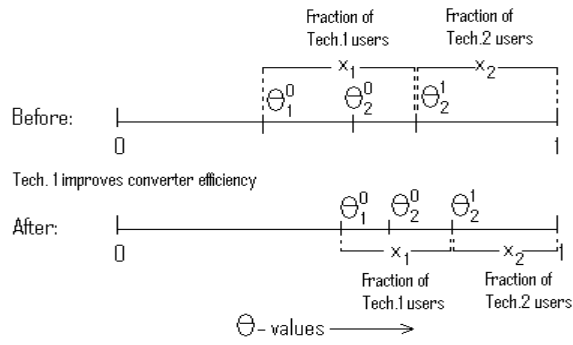 Fraction of Fraction of
Tech.1 users Tech.2 users
x₁ x₂
Θ₁⁰ Θ₂⁰ Θ₂¹
Before:
0 1
Tech. 1 improves converter efficiency
Θ₁⁰ Θ₂⁰ Θ₂¹
After:
0 x₁ x₂ 1
Fraction of Fraction of
Tech.1 users Tech.2 users
Θ- values